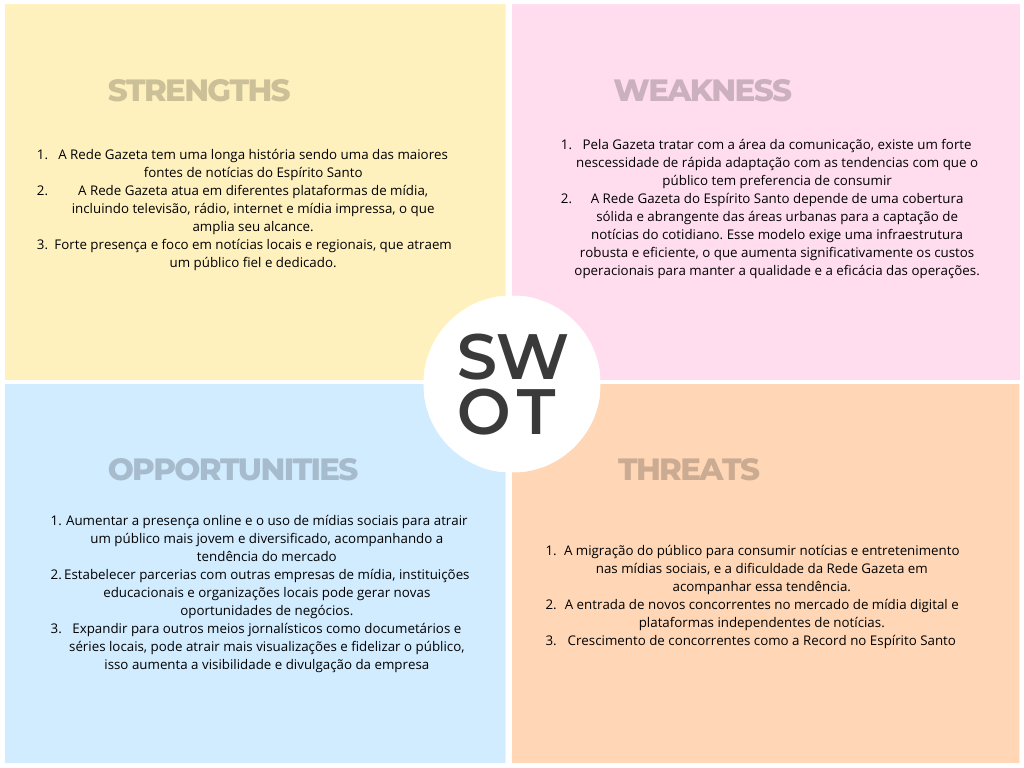 STRENGTHS
1. A Rede Gazeta tem uma longa história sendo uma das maiores
fontes de notícias do Espírito Santo
2. A Rede Gazeta atua em diferentes plataformas de mídia,
incluindo televisão, rádio, internet e mídia impressa, o que
amplia seu alcance.
3. Forte presença e foco em notícias locais e regionais, que atraem
um público fiel e dedicado.
WEAKNESS
1. Pela Gazeta tratar com a área da comunicação, existe um forte
nescessidade de rápida adaptação com as tendencias com que o
público tem preferencia de consumir
2. A Rede Gazeta do Espírito Santo depende de uma cobertura
sólida e abrangente das áreas urbanas para a captação de
notícias do cotidiano. Esse modelo exige uma infraestrutura
robusta e eficiente, o que aumenta significativamente os custos
operacionais para manter a qualidade e a eficácia das operações.
SW
OT
OPPORTUNITIES
1. Aumentar a presença online e o uso de mídias sociais para atrair
um público mais jovem e diversificado, acompanhando a
tendência do mercado
2. Estabelecer parcerias com outras empresas de mídia, instituições
educacionais e organizações locais pode gerar novas
oportunidades de negócios.
3. Expandir para outros meios jornalísticos como documetários e
séries locais, pode atrair mais visualizações e fidelizar o público,
isso aumenta a visibilidade e divulgação da empresa
THREATS
1. A migração do público para consumir notícias e entretenimento
nas mídias sociais, e a dificuldade da Rede Gazeta em
acompanhar essa tendência.
2. A entrada de novos concorrentes no mercado de mídia digital e
plataformas independentes de notícias.
3. Crescimento de concorrentes como a Record no Espírito Santo